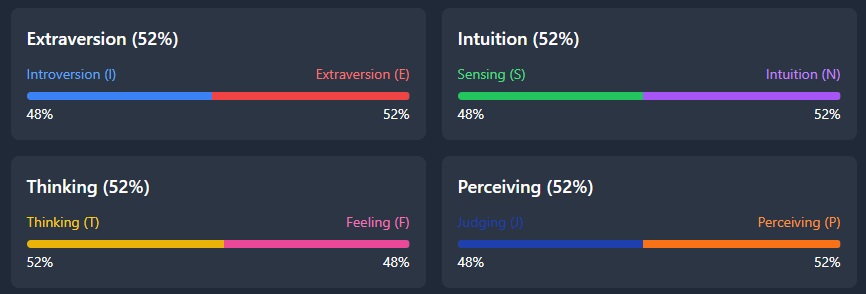 Extraversion (52%)
Introversion (I) Extraversion (E)
48% 52%
Intuition (52%)
Sensing (S) Intuition (N)
48% 52%
Thinking (52%)
Thinking (T) Feeling (F)
52% 48%
Perceiving (52%)
Judging (J) Perceiving (P)
48% 52%